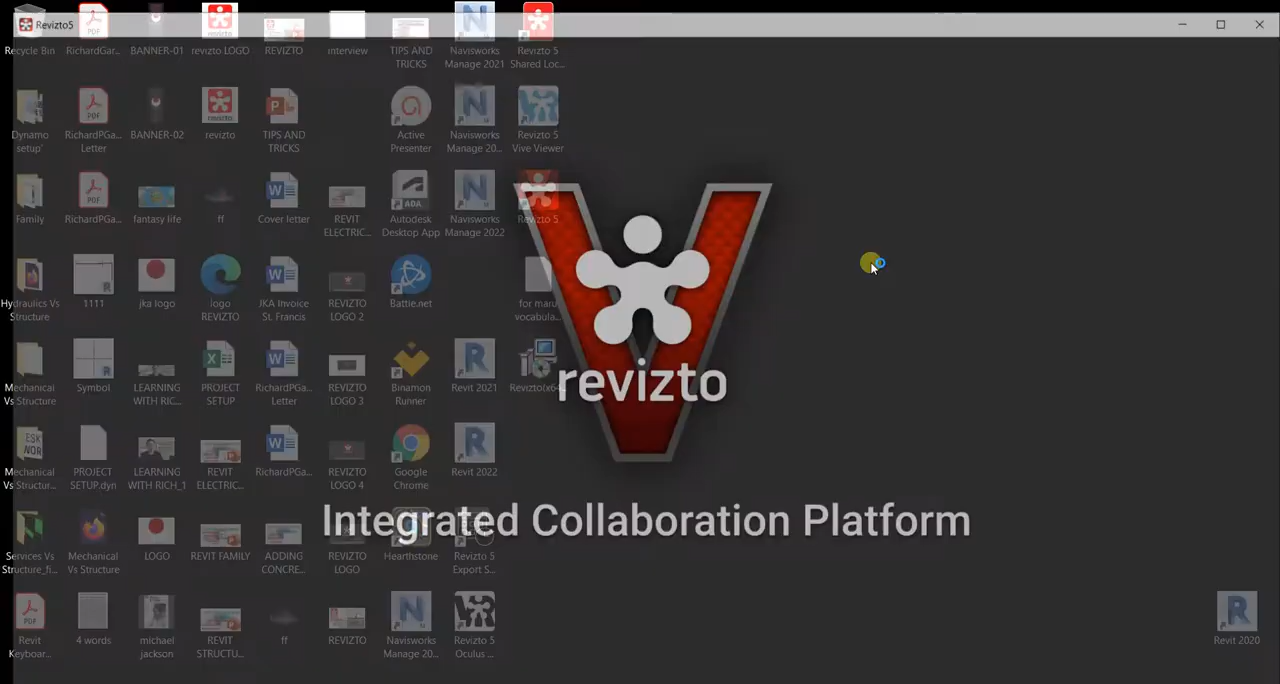 Revizto5
Recycle Bin
RichardGar...
BANNER-01
revizto LOGO
REVIZTO
interview
TIPS AND
TRICKS
Navisworks
Manage 2021
Revizto 5
Shared Loc...
Dynamo
setup'
RichardPGa...
Letter
BANNER-02
revizto
TIPS AND
TRICKS
Active
Presenter
Navisworks
Manage 20...
Revizto 5
Vive Viewer
Family
RichardPGa...
fantasy life
ff
Cover letter
REVIT
ELECTRIC...
Autodesk
Desktop App
Navisworks
Manage 2022
Revizto 5
Hydraulics Vs
Structure
1111
jka logo
logo
REVIZTO
JKA Invoice
St. Francis
REVIZTO
LOGO 2
Battle.net
for maru
vocabula...
Mechanical
Vs Structure
Symbol
LEARNING
WITH RIC...
PROJECT
SETUP
RichardPGa...
Letter
REVIZTO
LOGO 3
Binamon
Runner
Revit 2021
Revizto(x64...
revizto
Mechanical
Vs Structur...
PROJECT
SETUP.dyn
LEARNING
WITH RICH_1
REVIT
ELECTRIC...
RichardPGa...
REVIZTO
LOGO 4
Google
Chrome
Revit 2022
Integrated Collaboration Platform
Services Vs
Structure_fi...
Mechanical
Vs Structure
LOGO
REVIT FAMILY
ADDING
CONCRE...
REVIZTO
LOGO
Hearthstone
Revizto 5
Export S...
Revit
Keyboar...
4 words
michael
jackson
REVIT
STRUCTU...
ff
REVIZTO
Navisworks
Manage 20...
Revizto 5
Oculus ...
Revit 2020